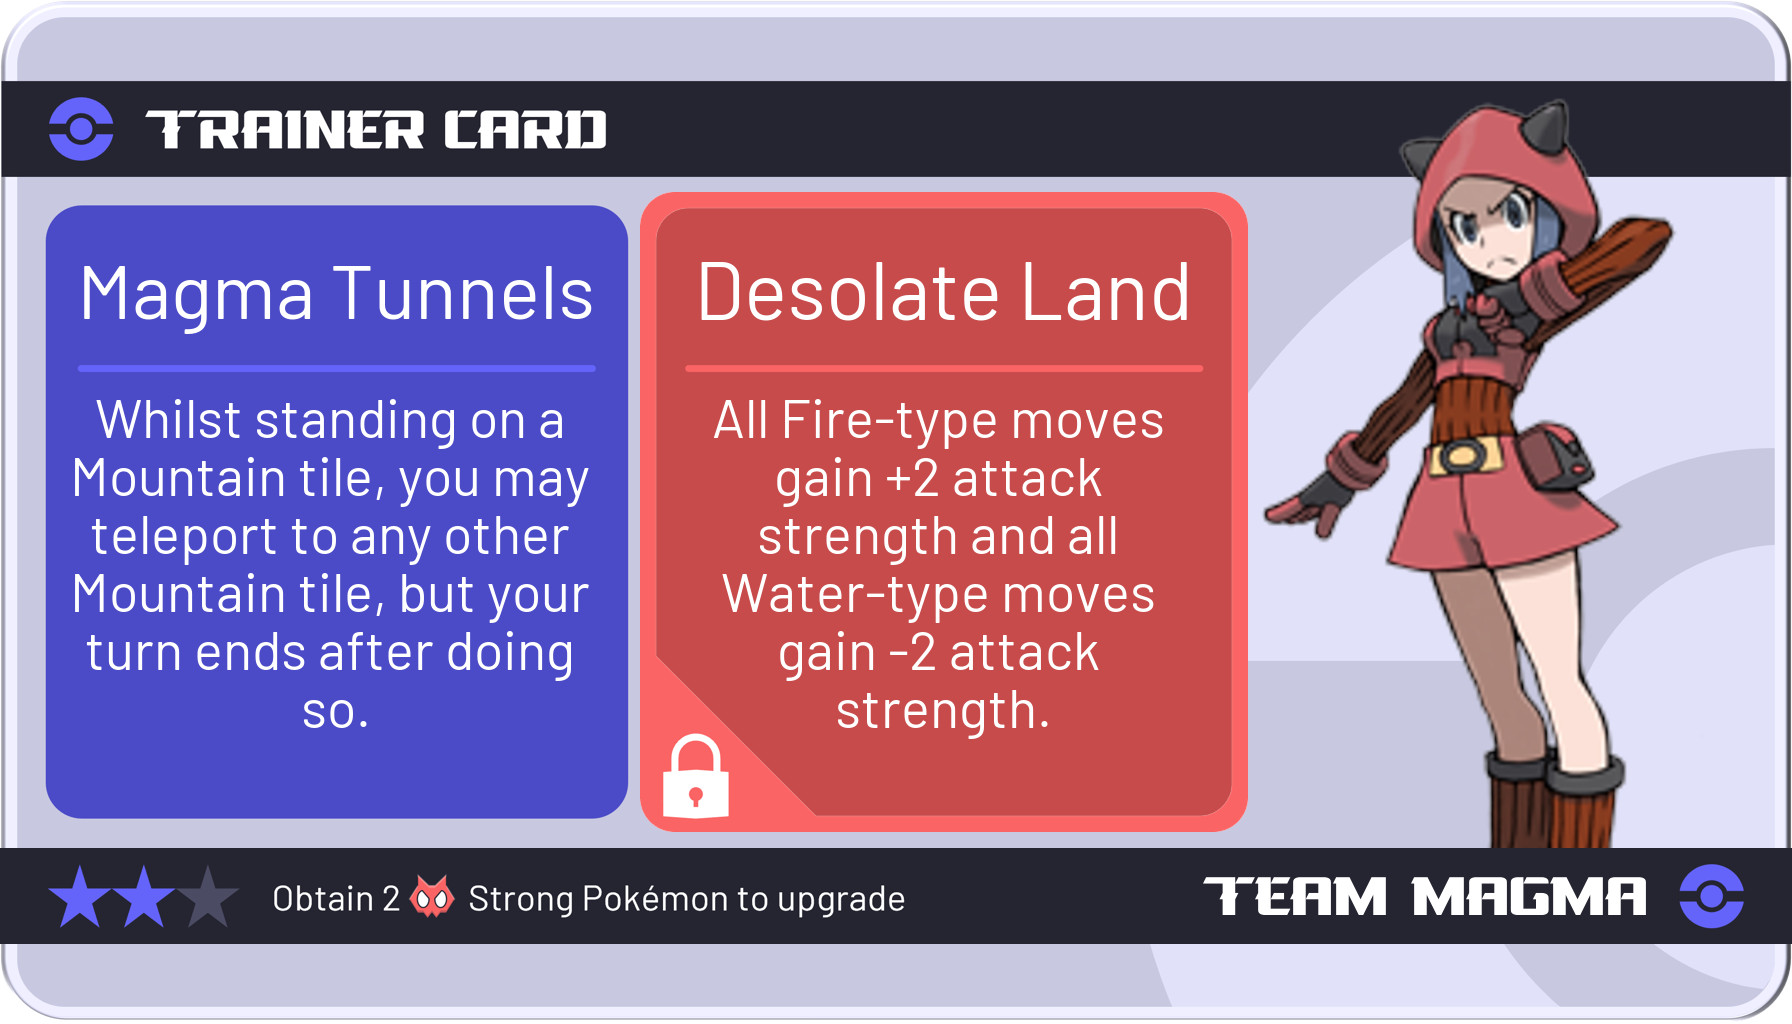 TRAINER CARD
Magma Tunnels
Whilst standing on a
Mountain tile, you may
teleport to any other
Mountain tile, but your
turn ends after doing
so.
Desolate Land
All Fire-type moves
gain +2 attack
strength and all
Water-type moves
gain -2 attack
strength.
Obtain 2 Strong Pokémon to upgrade
TEAM MAGMA